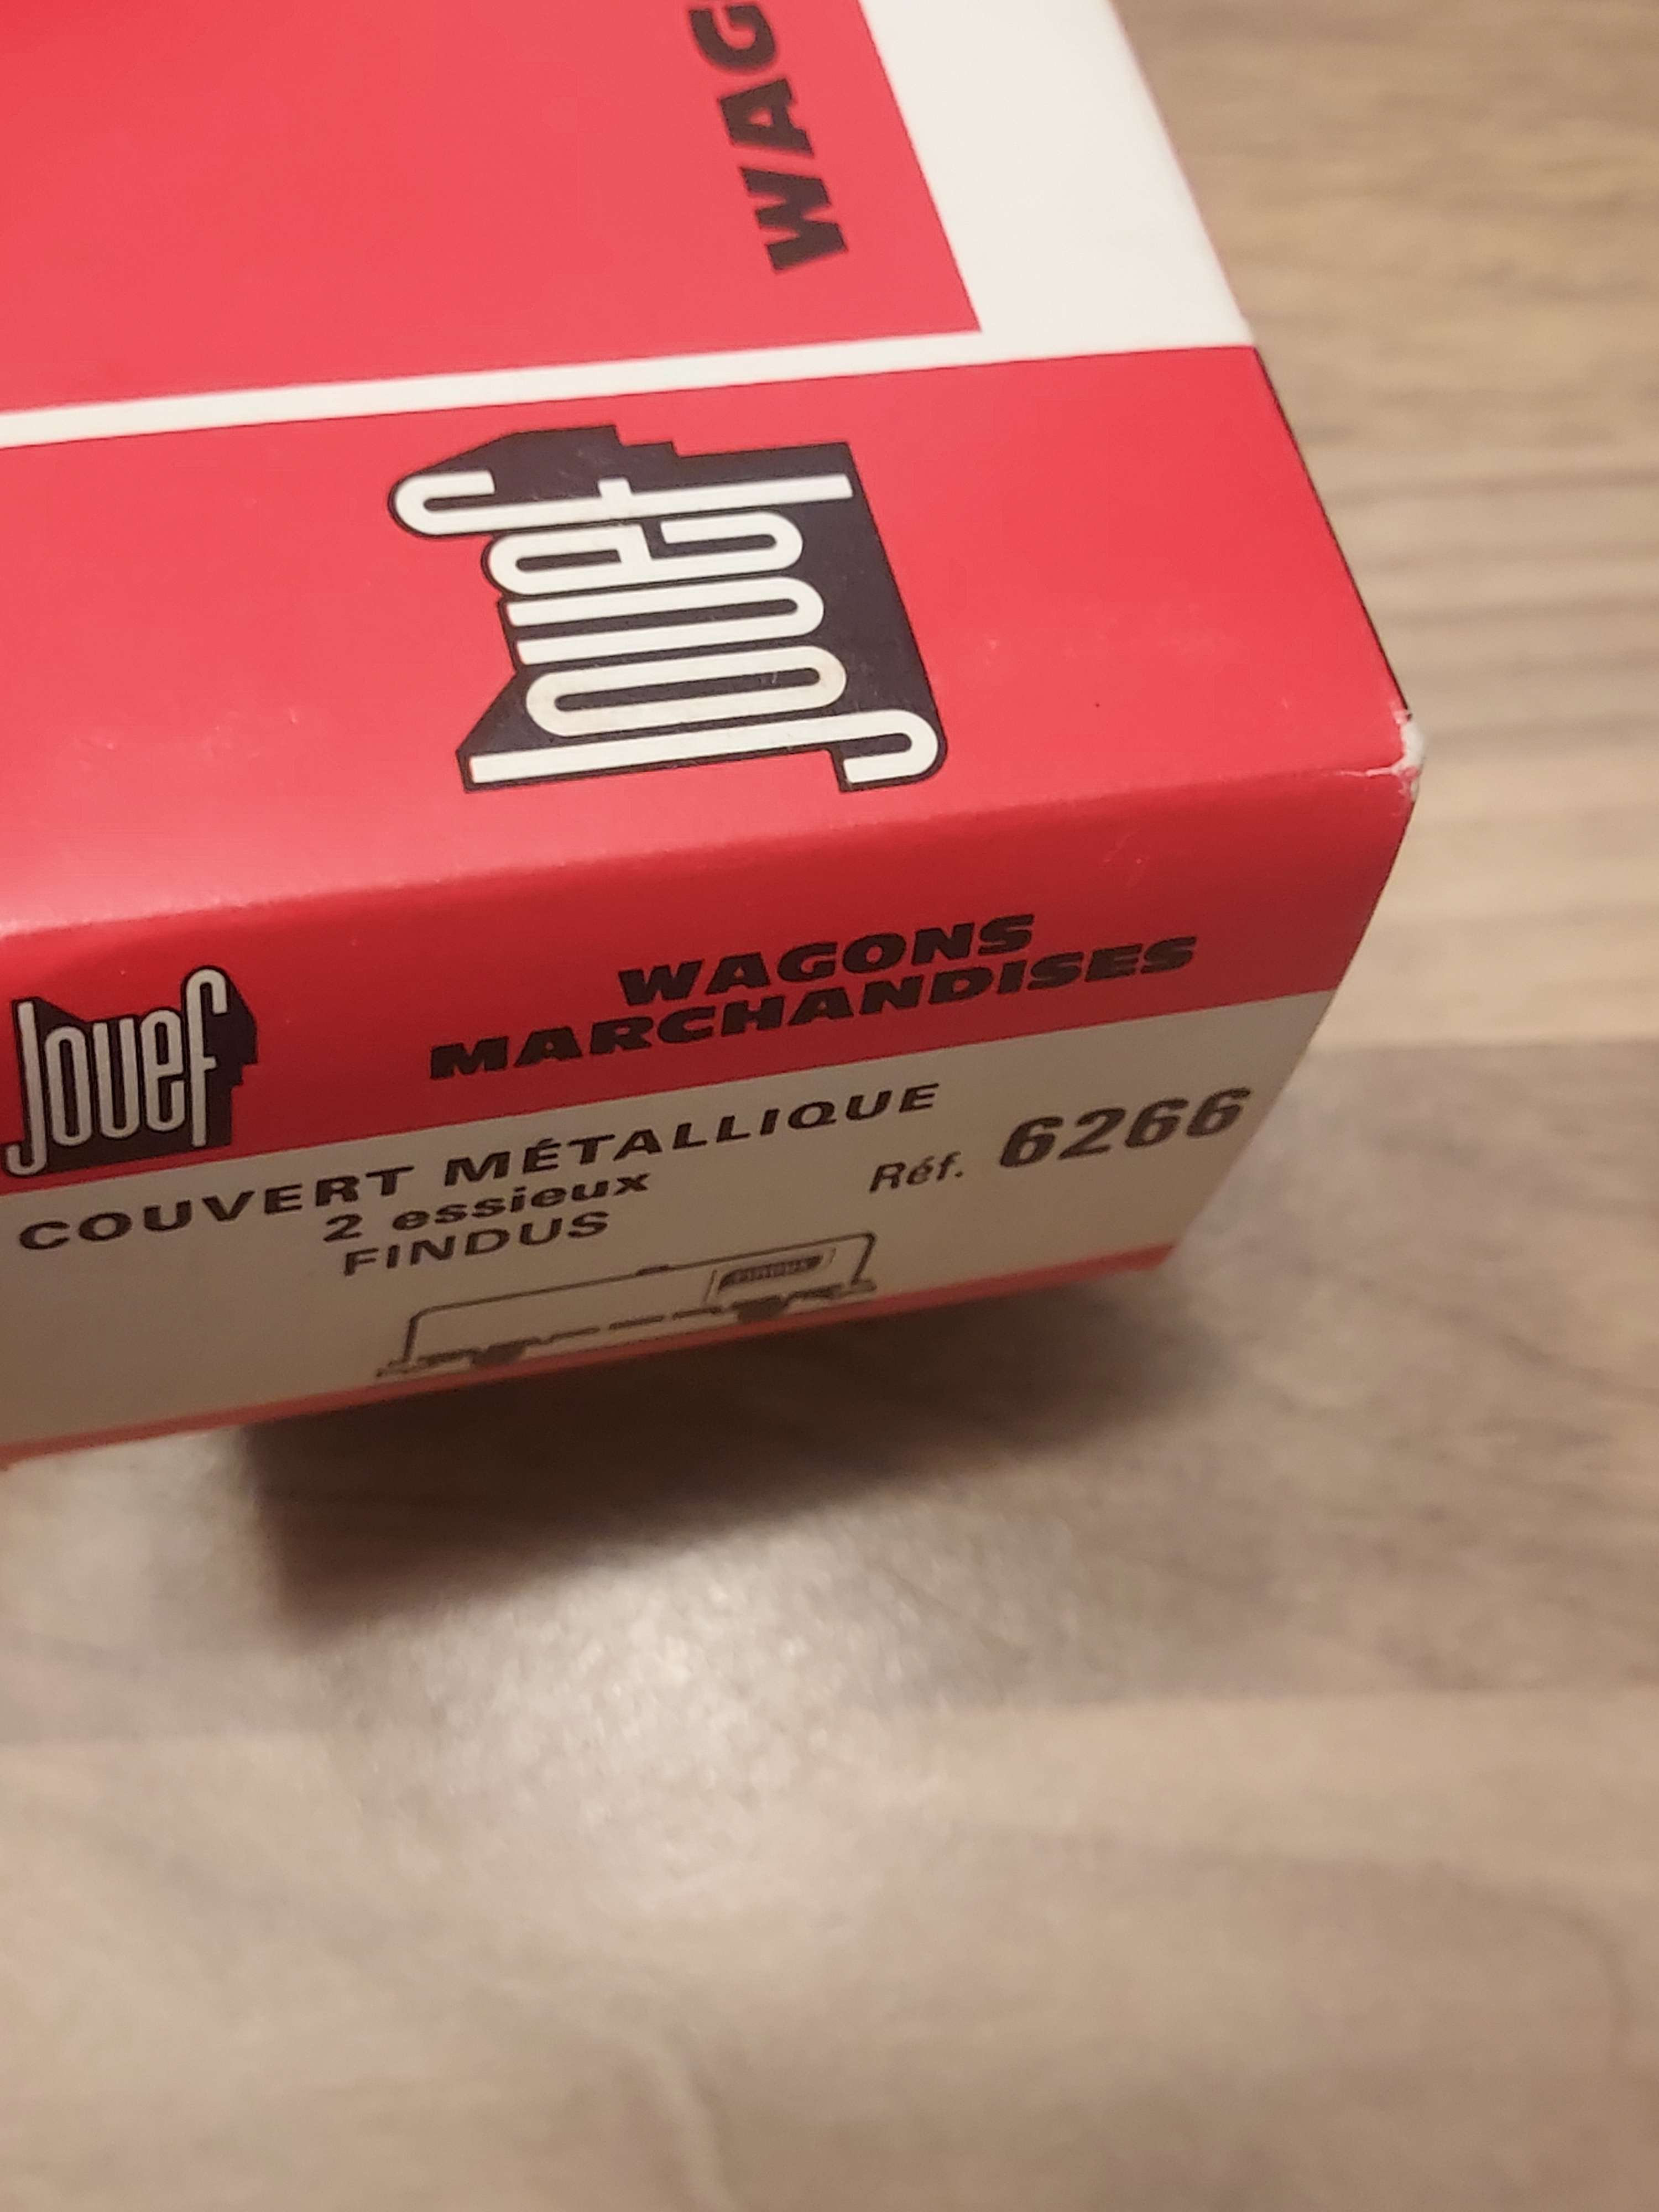 WAG
Jouef
Jouef
WAGONS
MARCHANDISES
COUVERT MÉTALLIQUE
2 essieux
FINDUS
Réf. 6266